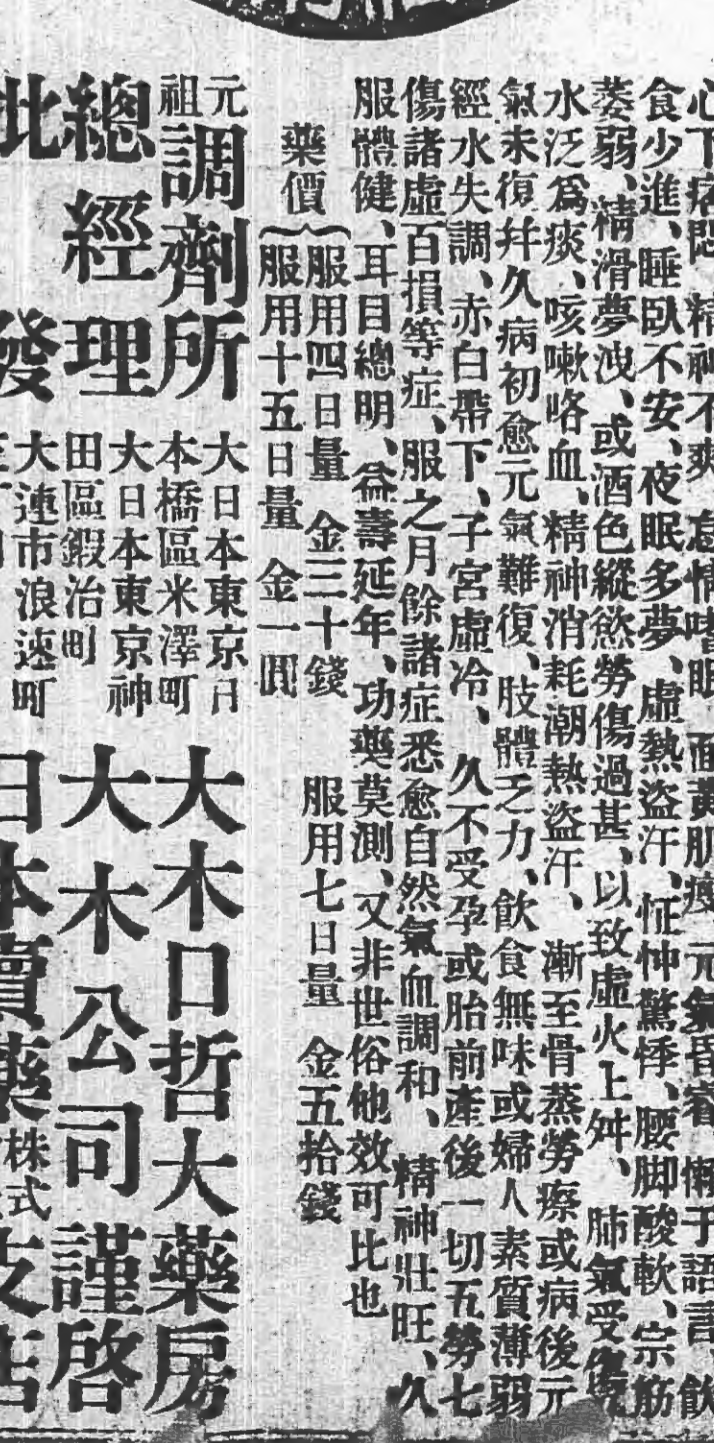 心下痞悶、精神不爽、怠惰嗜眠、面黃肌瘦、元氣昏瞀、懶于語言、飲
食少進、睡臥不安、夜眠多夢、虛熱盜汗、怔忡驚悸、腰脚酸軟、宗筋
萎弱、精滑夢洩、或酒色縱慾勞傷過甚、以致虛火上舛、肺氣受傷
水泛爲痰、咳嗽咯血、精神消耗潮熱盜汗、漸至骨蒸勞瘵或病後元
氣未復幷久病初愈元氣難復、肢體乏力、飲食無味或婦人素質薄弱
經水失調、赤白帶下、子宮虛冷、久不受孕或胎前產後一切五勞七
傷諸虛百損等症、服之月餘諸症悉愈自然氣血調和、精神壯旺、久
服體健、耳目總明、益壽延年、功奬莫測、又非世俗他效可比也
藥價
服用四日量 金三十錢 服用七日量 金五拾錢
服用十五日量 金一圓
元祖調劑所 大日本東京日本橋區米澤町 大木口哲大藥房
總經理 大日本東京神田區鍛冶町 大木公司謹啓
批發 大連市浪速町 日本賣藥株式 支店